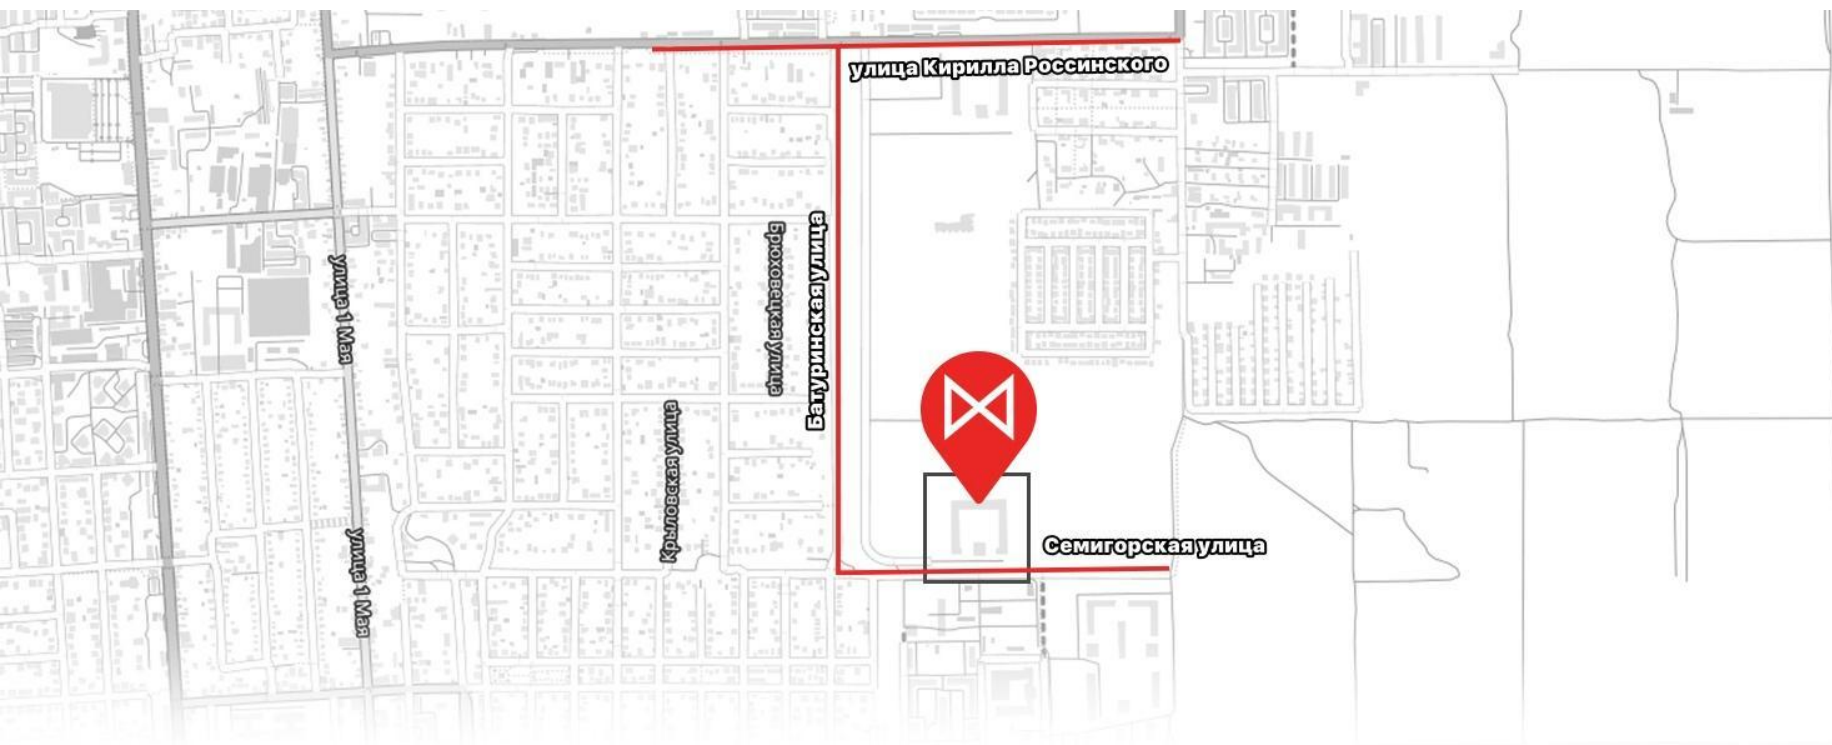 улица Кирилла Россинского
Батуринская улица
Брюховецкая улица
улица 1 Мая
Крыловская улица
Семигорская улица
улица 1 Мая